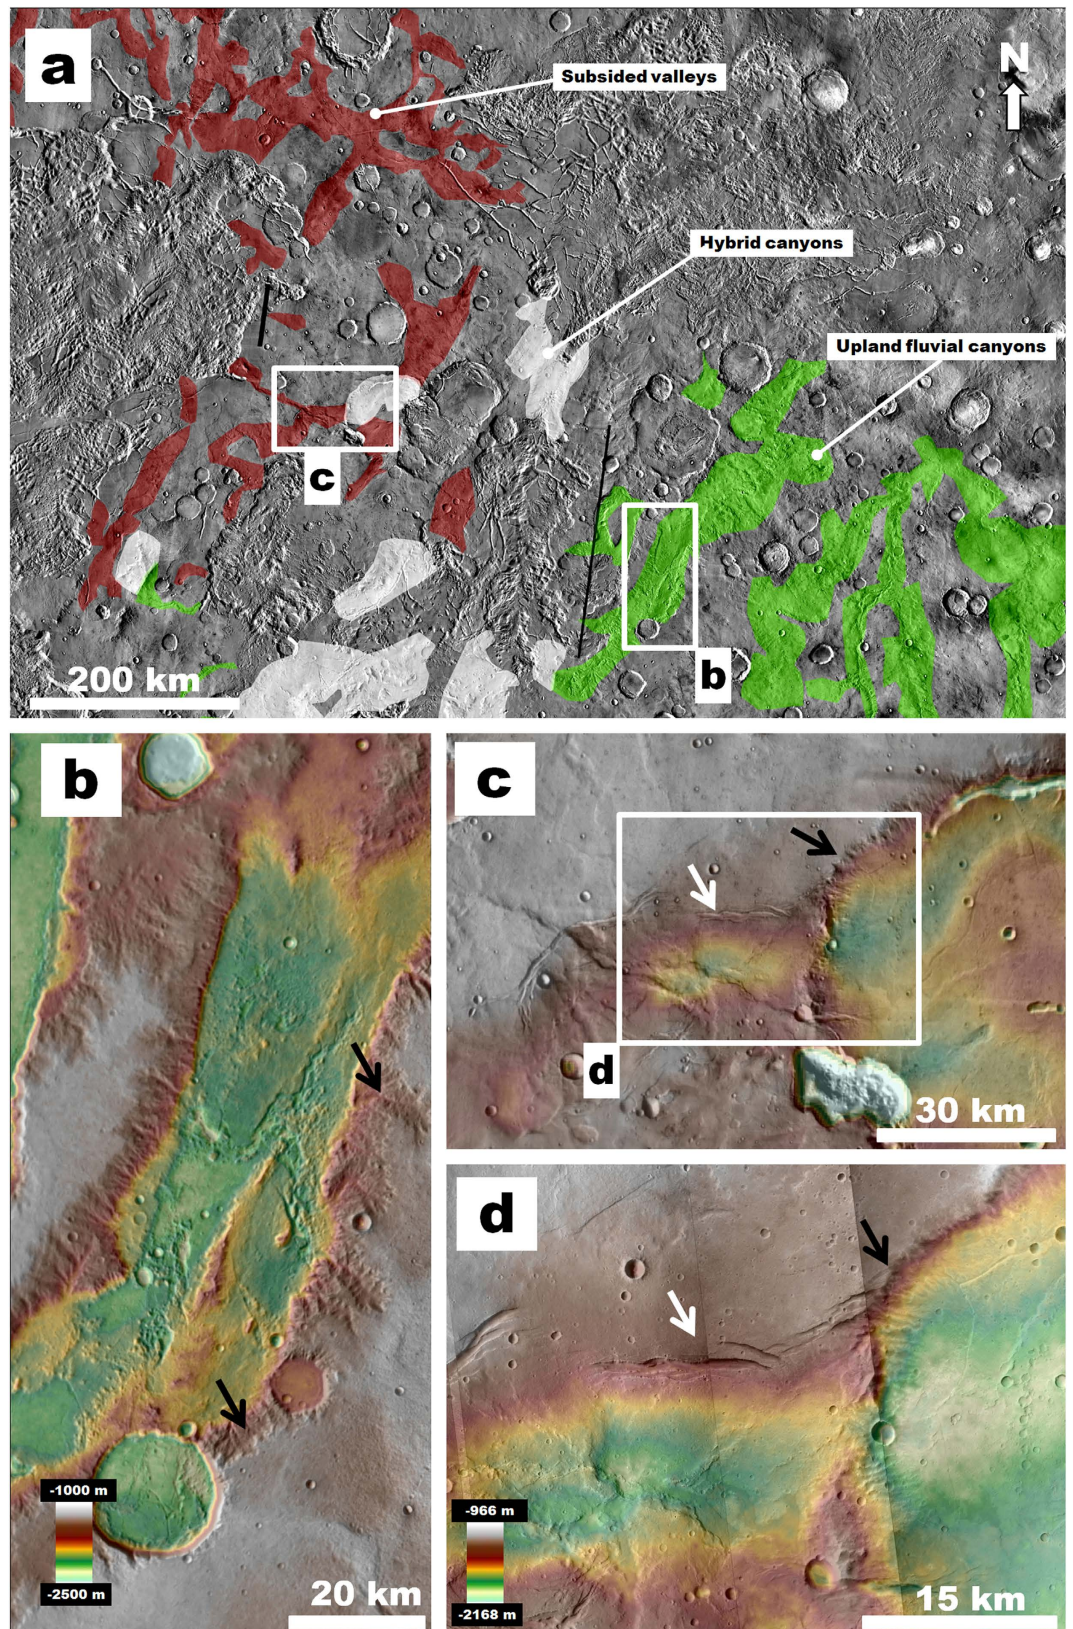 a
Subsided valleys
N
Hybrid canyons
Upland fluvial canyons
c
b
200 km
b
-1000 m
-2500 m
20 km
c
d
30 km
d
-966 m
-2168 m
15 km